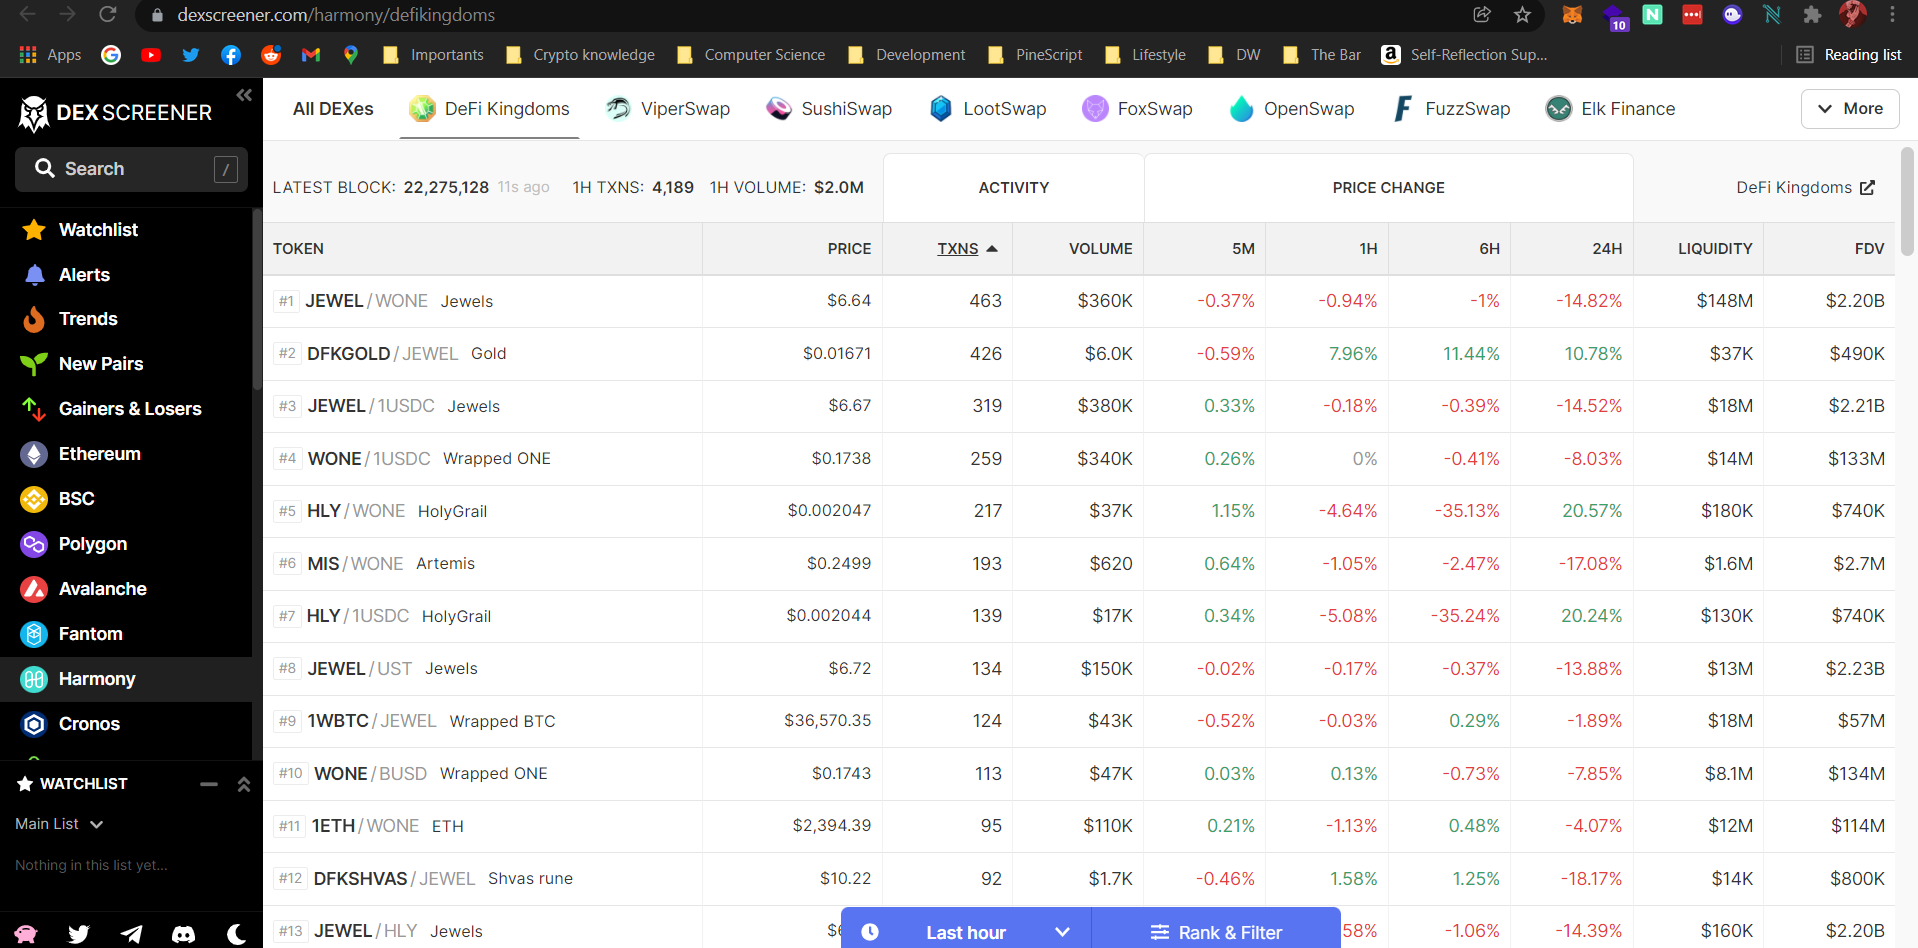 dexscreener.com/harmony/defikingdoms
10
Apps Importants Crypto knowledge Computer Science Development PineScript Lifestyle DW The Bar Self-Reflection Sup... Reading list
DEX SCREENER
Search /
Watchlist
Alerts
Trends
New Pairs
Gainers & Losers
Ethereum
BSC
Polygon
Avalanche
Fantom
Harmony
Cronos
WATCHLIST
Main List
Nothing in this list yet...
All DEXes DeFi Kingdoms ViperSwap SushiSwap LootSwap FoxSwap OpenSwap FuzzSwap Elk Finance More
LATEST BLOCK: 22,275,128 11s ago 1H TXNS: 4,189 1H VOLUME: $2.0M ACTIVITY PRICE CHANGE DeFi Kingdoms
TOKEN PRICE TXNS VOLUME 5M 1H 6H 24H LIQUIDITY FDV
#1 JEWEL/WONE Jewels $6.64 463 $360K -0.37% -0.94% -1% -14.82% $148M $2.20B
#2 DFKGOLD/JEWEL Gold $0.01671 426 $6.0K -0.59% 7.96% 11.44% 10.78% $37K $490K
#3 JEWEL/1USDC Jewels $6.67 319 $380K 0.33% -0.18% -0.39% -14.52% $18M $2.21B
#4 WONE/1USDC Wrapped ONE $0.1738 259 $340K 0.26% 0% -0.41% -8.03% $14M $133M
#5 HLY/WONE HolyGrail $0.002047 217 $37K 1.15% -4.64% -35.13% 20.57% $180K $740K
#6 MIS/WONE Artemis $0.2499 193 $620 0.64% -1.05% -2.47% -17.08% $1.6M $2.7M
#7 HLY/1USDC HolyGrail $0.002044 139 $17K 0.34% -5.08% -35.24% 20.24% $130K $740K
#8 JEWEL/UST Jewels $6.72 134 $150K -0.02% -0.17% -0.37% -13.88% $13M $2.23B
#9 1WBTC/JEWEL Wrapped BTC $36,570.35 124 $43K -0.52% -0.03% 0.29% -1.89% $18M $57M
#10 WONE/BUSD Wrapped ONE $0.1743 113 $47K 0.03% 0.13% -0.73% -7.85% $8.1M $134M
#11 1ETH/WONE ETH $2,394.39 95 $110K 0.21% -1.13% 0.48% -4.07% $12M $114M
#12 DFKSHVAS/JEWEL Shvas rune $10.22 92 $1.7K -0.46% 1.58% 1.25% -18.17% $14K $800K
#13 JEWEL/HLY Jewels 58% -1.06% -14.39% $160K $2.20B
Last hour Rank & Filter